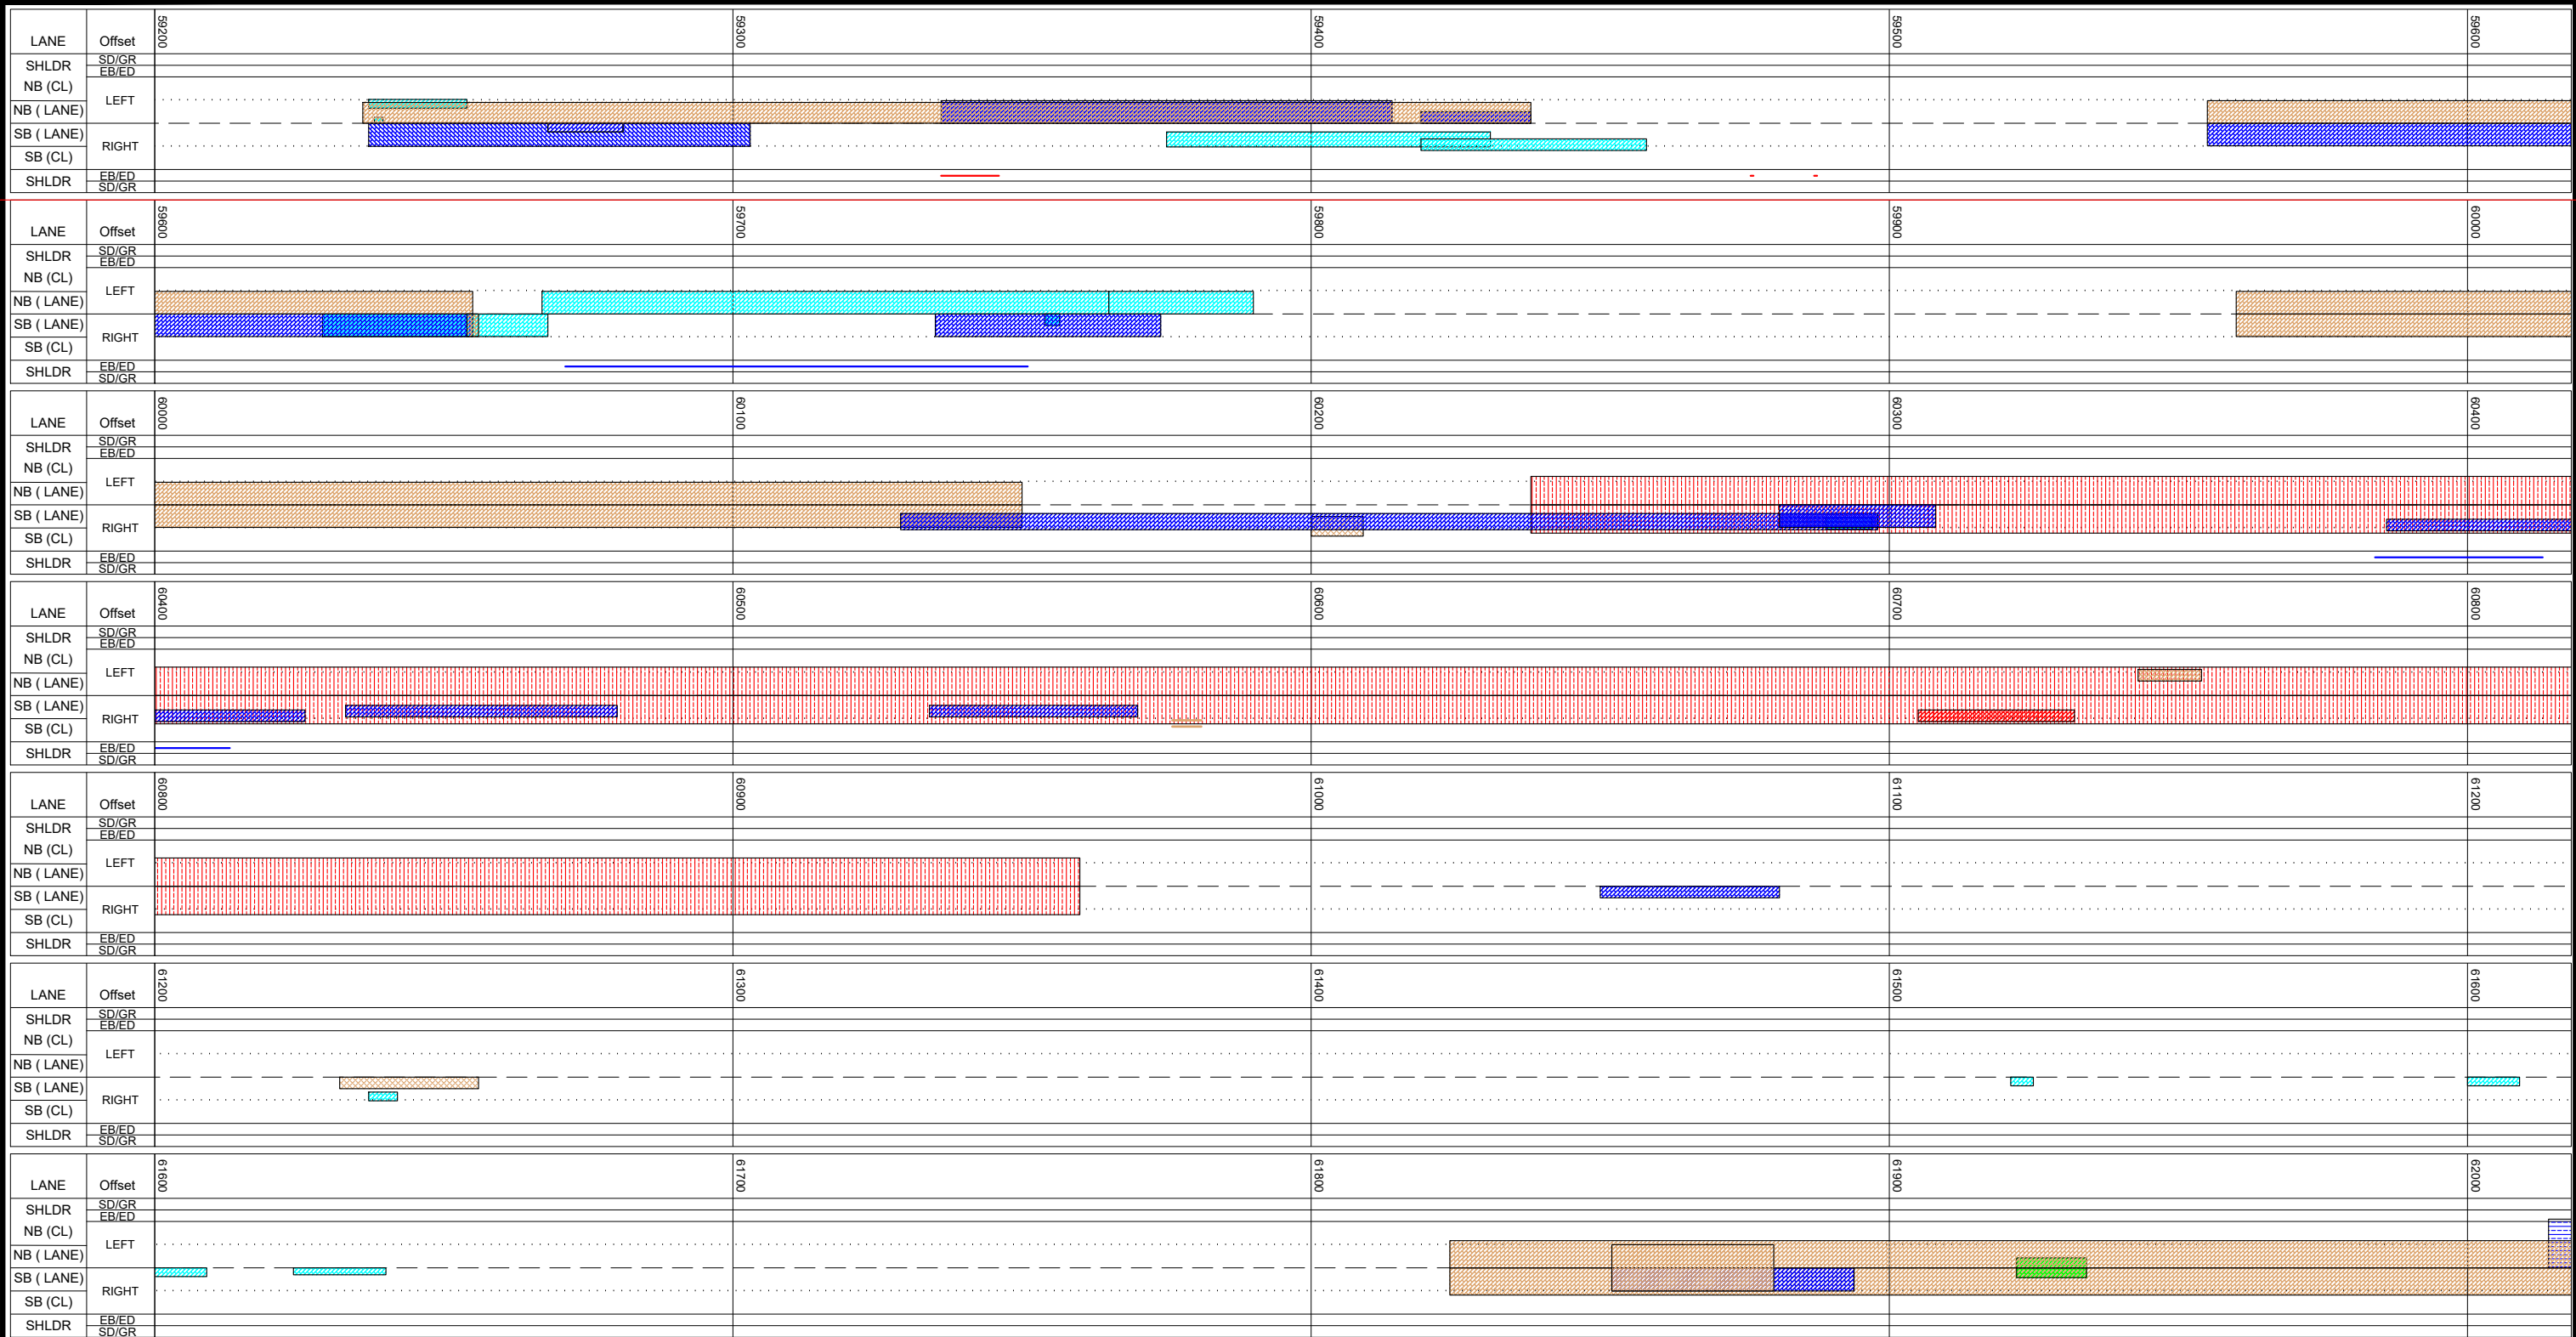 LANE Offset 59200 59300 59400 59500 59600
SHLDR SD/GR
EB/ED
NB (CL)
LEFT
NB ( LANE)
SB ( LANE)
RIGHT
SB (CL)
SHLDR EB/ED
SD/GR
LANE Offset 59600 59700 59800 59900 60000
SHLDR SD/GR
EB/ED
NB (CL)
LEFT
NB ( LANE)
SB ( LANE)
RIGHT
SB (CL)
SHLDR EB/ED
SD/GR
LANE Offset 60000 60100 60200 60300 60400
SHLDR SD/GR
EB/ED
NB (CL)
LEFT
NB ( LANE)
SB ( LANE)
RIGHT
SB (CL)
SHLDR EB/ED
SD/GR
LANE Offset 60400 60500 60600 60700 60800
SHLDR SD/GR
EB/ED
NB (CL)
LEFT
NB ( LANE)
SB ( LANE)
RIGHT
SB (CL)
SHLDR EB/ED
SD/GR
LANE Offset 60800 60900 61000 61100 61200
SHLDR SD/GR
EB/ED
NB (CL)
LEFT
NB ( LANE)
SB ( LANE)
RIGHT
SB (CL)
SHLDR EB/ED
SD/GR
LANE Offset 61200 61300 61400 61500 61600
SHLDR SD/GR
EB/ED
NB (CL)
LEFT
NB ( LANE)
SB ( LANE)
RIGHT
SB (CL)
SHLDR EB/ED
SD/GR
LANE Offset 61600 61700 61800 61900 62000
SHLDR SD/GR
EB/ED
NB (CL)
LEFT
NB ( LANE)
SB ( LANE)
RIGHT
SB (CL)
SHLDR EB/ED
SD/GR